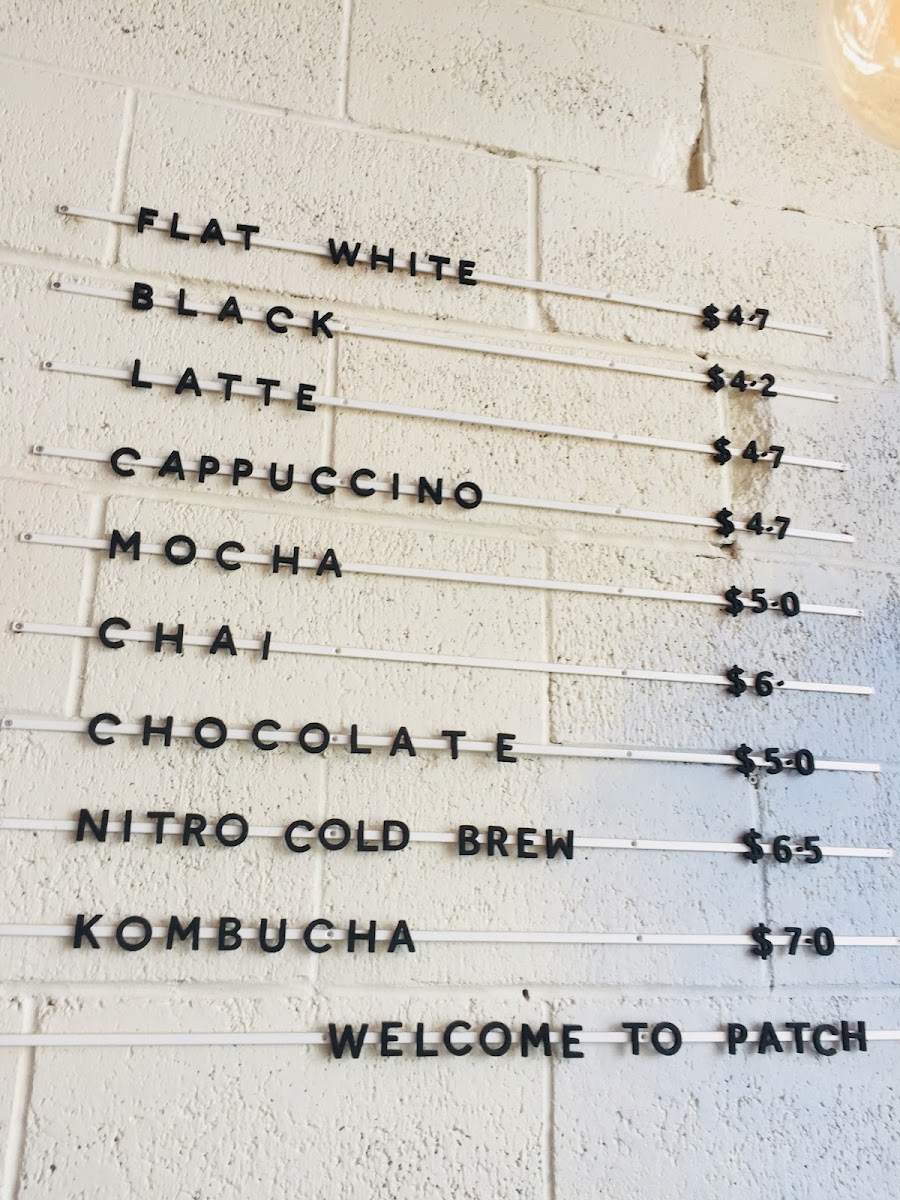 FLAT WHITE $4.7
BLACK $4.2
LATTE $4.7
CAPPUCCINO $4.7
MOCHA $5.0
CHAI $6.
CHOCOLATE $5.0
NITRO COLD BREW $6.5
KOMBUCHA $7.0
WELCOME TO PATCH